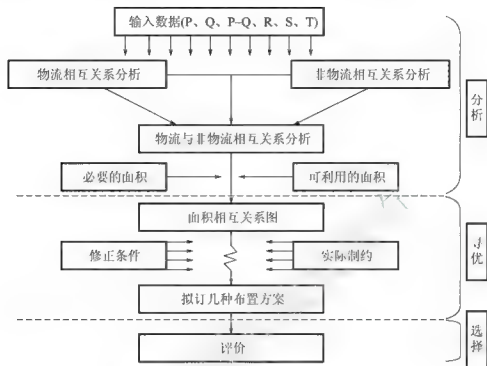 输入数据(P、Q、P-Q、R、S、T)
物流相互关系分析
非物流相互关系分析
物流与非物流相互关系分析
必要的面积
可利用的面积
面积相互关系图
修正条件
实际制约
拟订几种布置方案
评价
分析
优
选择